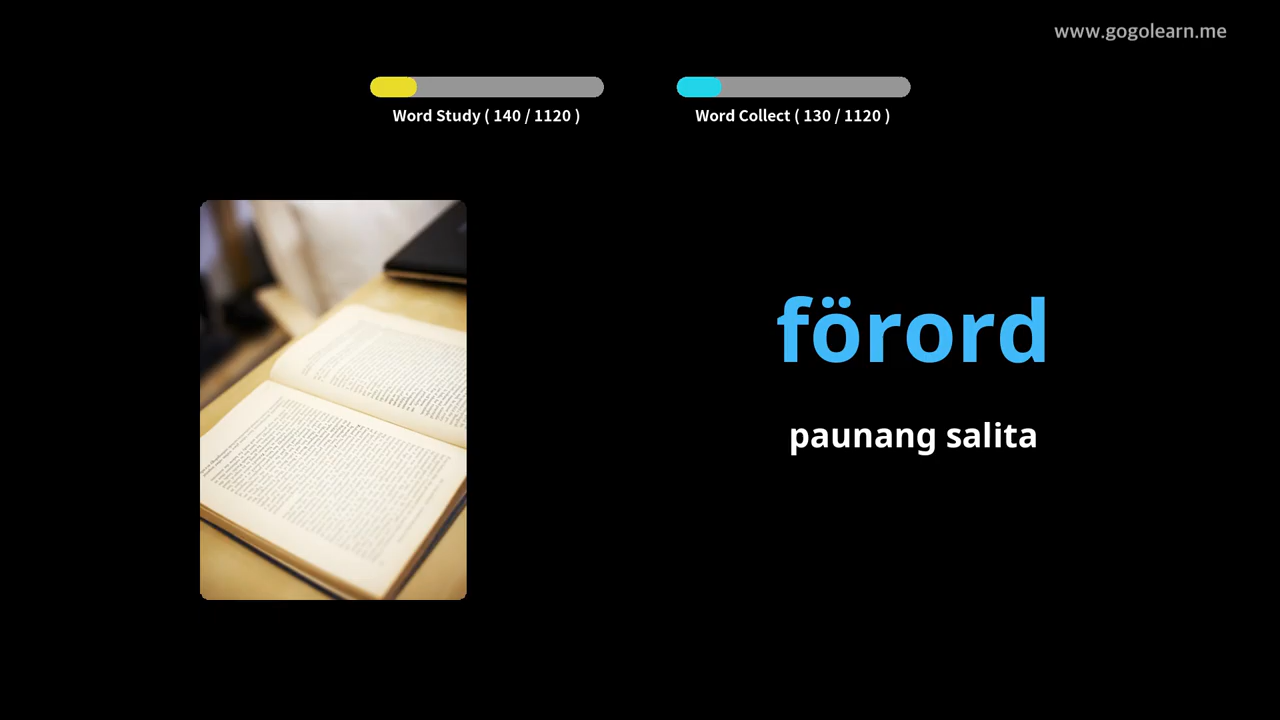 www.gogolearn.me
Word Study ( 140 / 1120 )
Word Collect ( 130 / 1120 )
förord
paunang salita